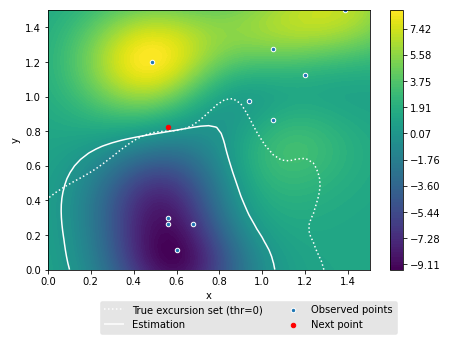 1.4
1.2
1.0
0.8
0.6
0.4
0.2
0.0
y
0.0 0.2 0.4 0.6 0.8 1.0 1.2 1.4
x
7.42
5.58
3.75
1.91
0.07
−1.76
−3.60
−5.44
−7.28
−9.11
True excursion set (thr=0)
Estimation
Observed points
Next point